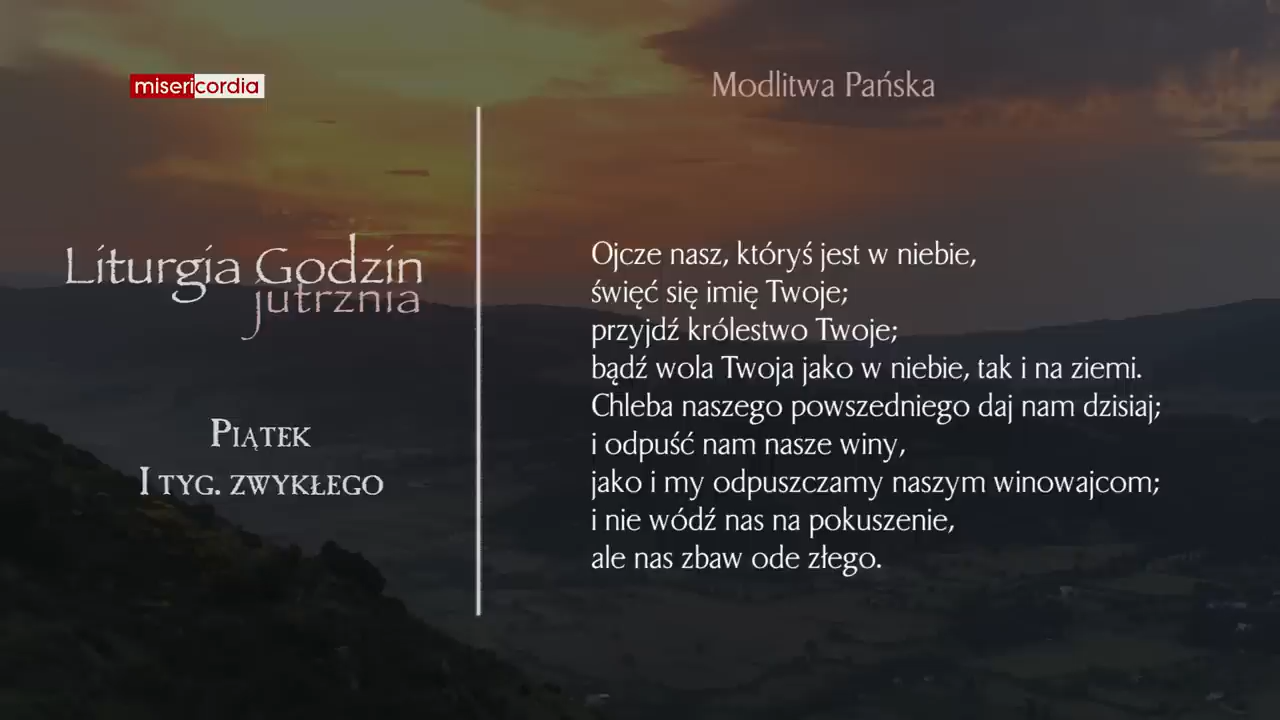 misericordia
Liturgia Godzin
jutrznia
Piątek
I tyg. zwykłego
Modlitwa Pańska
Ojcze nasz, któryś jest w niebie,
święć się imię Twoje;
przyjdź królestwo Twoje;
bądź wola Twoja jako w niebie, tak i na ziemi.
Chleba naszego powszedniego daj nam dzisiaj;
i odpuść nam nasze winy,
jako i my odpuszczamy naszym winowajcom;
i nie wódź nas na pokuszenie,
ale nas zbaw ode złego.